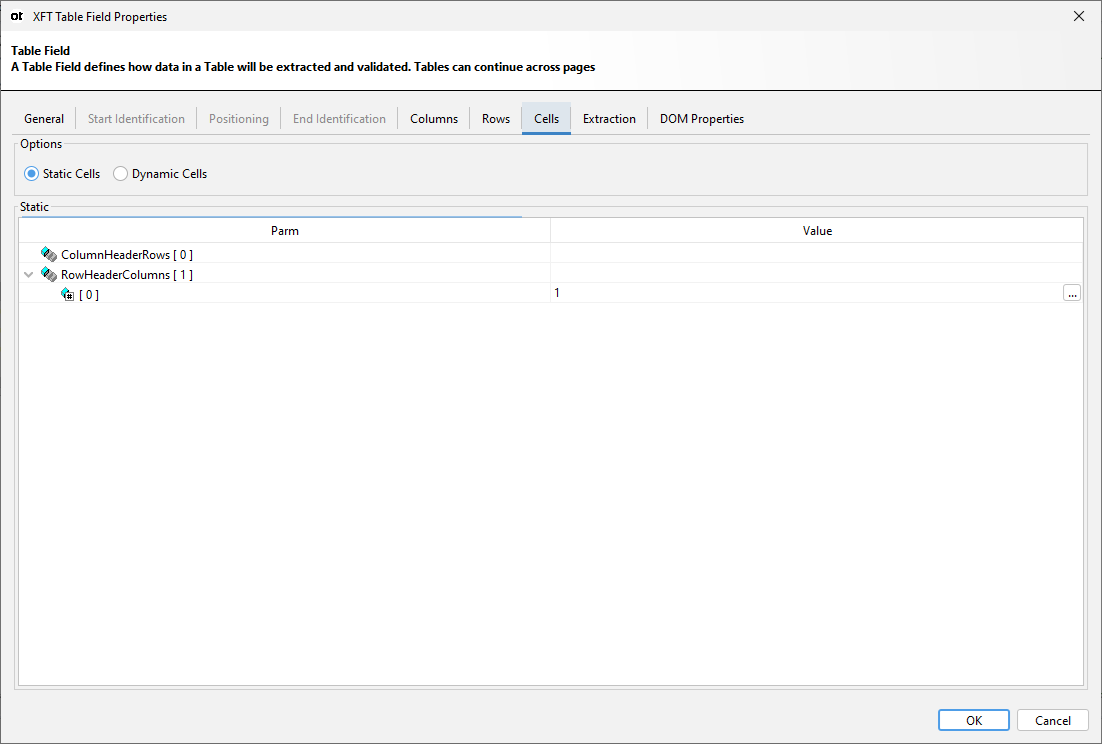 ot XFT Table Field Properties
Table Field
A Table Field defines how data in a Table will be extracted and validated. Tables can continue across pages
General Start Identification Positioning End Identification Columns Rows Cells Extraction DOM Properties
Options
Static Cells Dynamic Cells
Static
Parm Value
ColumnHeaderRows [ 0 ]
RowHeaderColumns [ 1 ]
[ 0 ] 1 ...
OK Cancel